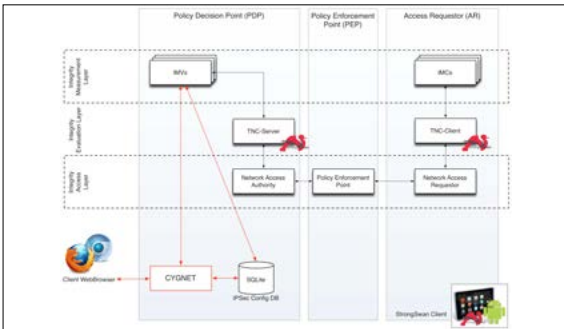 Policy Decision Point (PDP)
Policy Enforcement
Point (PEP)
Access Requestor (AR)
Integrity
Measurement
Layer
IMVs
IMCs
Integrity
Evaluation Layer
TNC-Server
TNC-Client
Integrity
Access
Layer
Network Access
Authority
Policy Enforcement
Point
Network Access
Requestor
Client WebBrowser
CYGNET
SQLite
IPSec Config DB
StrongSwan Client